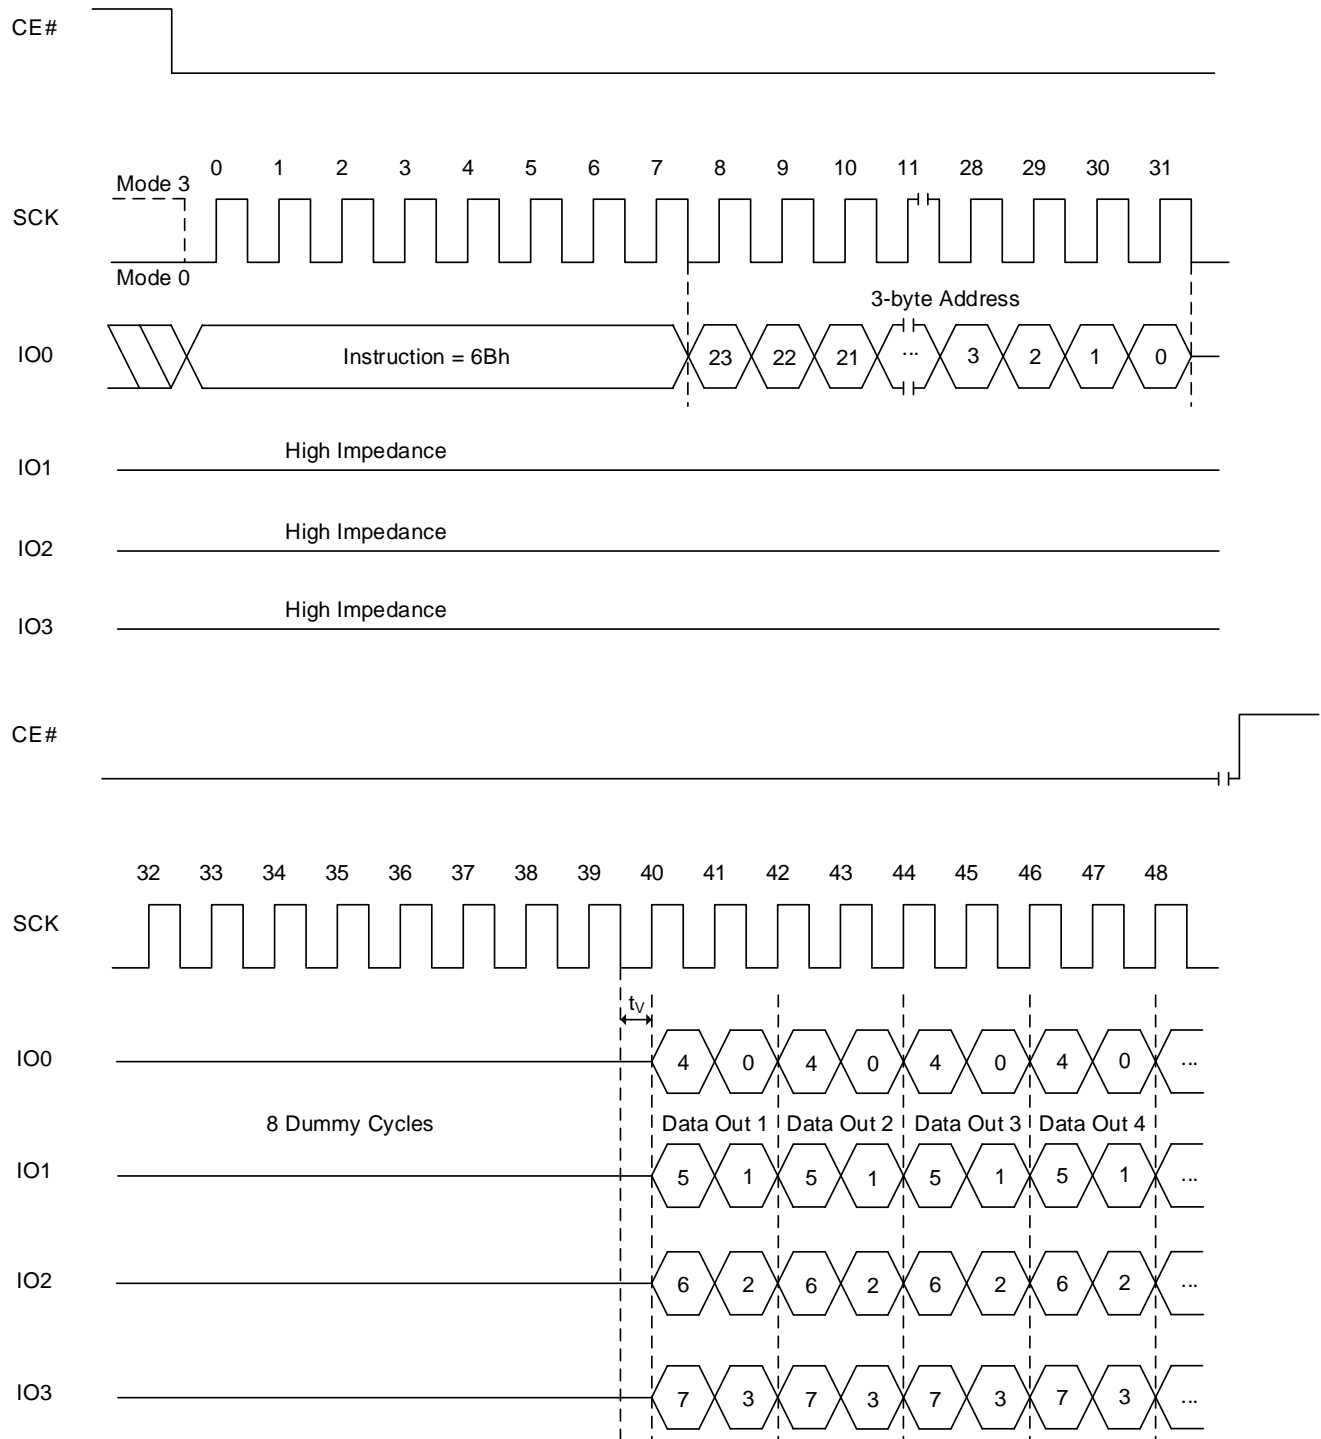 CE#
0 1 2 3 4 5 6 7 8 9 10 11 28 29 30 31
Mode 3
SCK
Mode 0
3-byte Address
IO0 Instruction = 6Bh 23 22 21 ... 3 2 1 0
High Impedance
IO1
High Impedance
IO2
High Impedance
IO3
CE#
32 33 34 35 36 37 38 39 40 41 42 43 44 45 46 47 48
SCK
tV
IO0 4 0 4 0 4 0 4 0 ...
8 Dummy Cycles Data Out 1 Data Out 2 Data Out 3 Data Out 4
IO1 5 1 5 1 5 1 5 1 ...
IO2 6 2 6 2 6 2 6 2 ...
IO3 7 3 7 3 7 3 7 3 ...